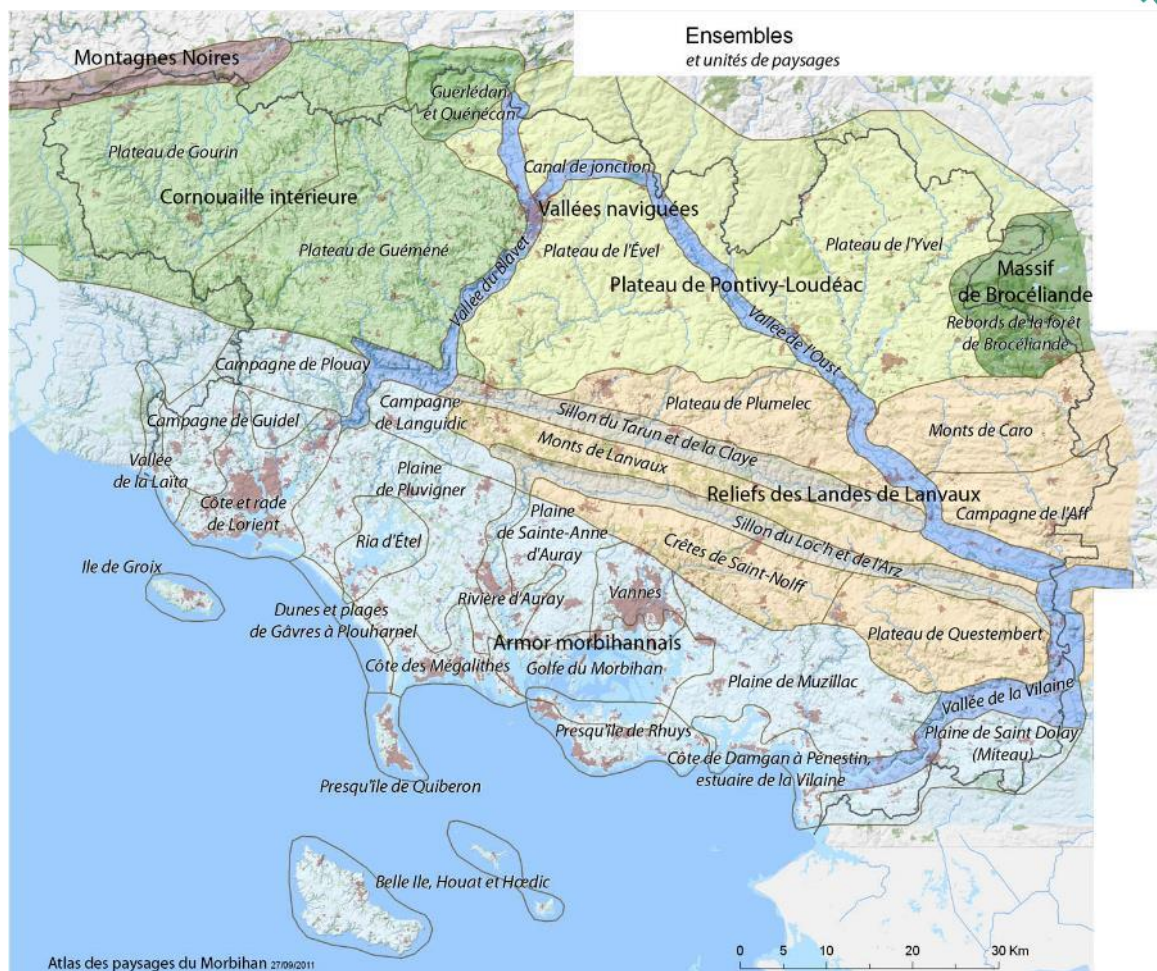 Ensembles
et unités de paysages
Montagnes Noires
Guerlédan
et Quénécan
Plateau de Gourin
Canal de jonction
Cornouaille intérieure
Vallées naviguées
Plateau de Guémené
Plateau de l'Ével
Plateau de l'Yvel
Vallée du Blavet
Plateau de Pontivy-Loudéac
Massif
de Brocéliande
Rebords de la forêt
de Brocéliande
Vallée de l'Oust
Campagne de Plouay
Campagne
de Languidic
Plateau de Plumelec
Sillon du Tarun et de la Claye
Campagne de Guidel
Monts de Lanvaux
Monts de Caro
Vallée
de la Laïta
Plaine
de Pluvigner
Reliefs des Landes de Lanvaux
Côte et rade
de Lorient
Plaine
de Sainte-Anne
d'Auray
Sillon du Loc'h et de l'Arz
Campagne de l'Aff
Ria d'Étel
Crêtes de Saint-Nolff
Ile de Groix
Rivière d'Auray
Vannes
Dunes et plages
de Gâvres à Plouharnel
Plateau de Questembert
Armor morbihannais
Côte des Mégalithes
Golfe du Morbihan
Plaine de Muzillac
Vallée de la Vilaine
Presqu'île de Rhuys
Plaine de Saint Dolay
(Miteau)
Côte de Damgan à Pénestin,
estuaire de la Vilaine
Presqu'île de Quiberon
Belle Ile, Houat et Hœdic
0 5 10 20 30 Km
Atlas des paysages du Morbihan 27/09/2011